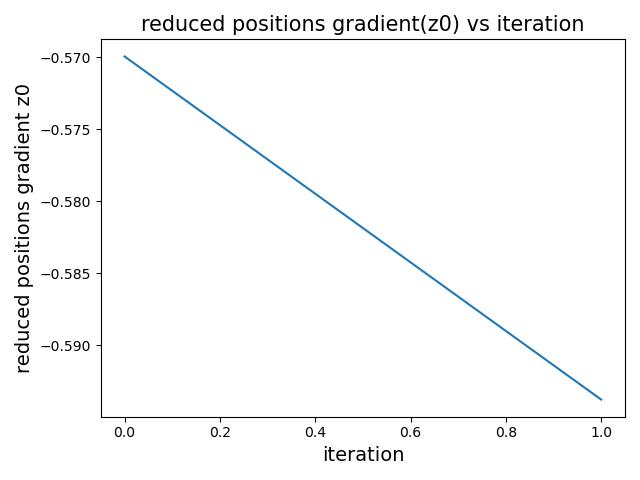 reduced positions gradient(z0) vs iteration
reduced positions gradient z0
−0.570
−0.575
−0.580
−0.585
−0.590
0.0 0.2 0.4 0.6 0.8 1.0
iteration